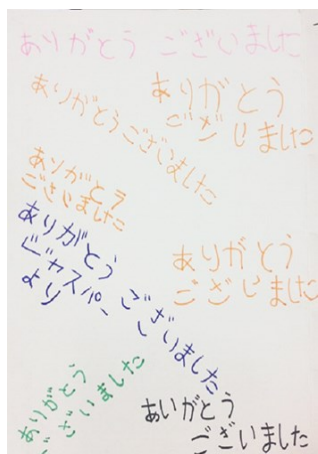 ありがとう ございました
ありがとうございました
ありがとう
ございました
ありがとう
ございました
ありがとう
ございました
ありがとう
ジャスパー
より
ございました
ありがとう
ございました
あいがとう
ございました